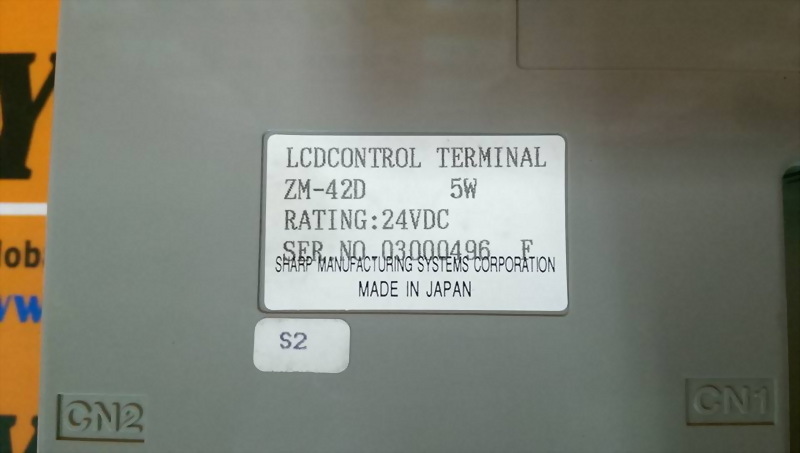 LCDCONTROL TERMINAL
ZM-42D 5W
RATING:24VDC
SER.NO.03000496 F
SHARP MANUFACTURING SYSTEMS CORPORATION
MADE IN JAPAN
S2
CN2
CN1